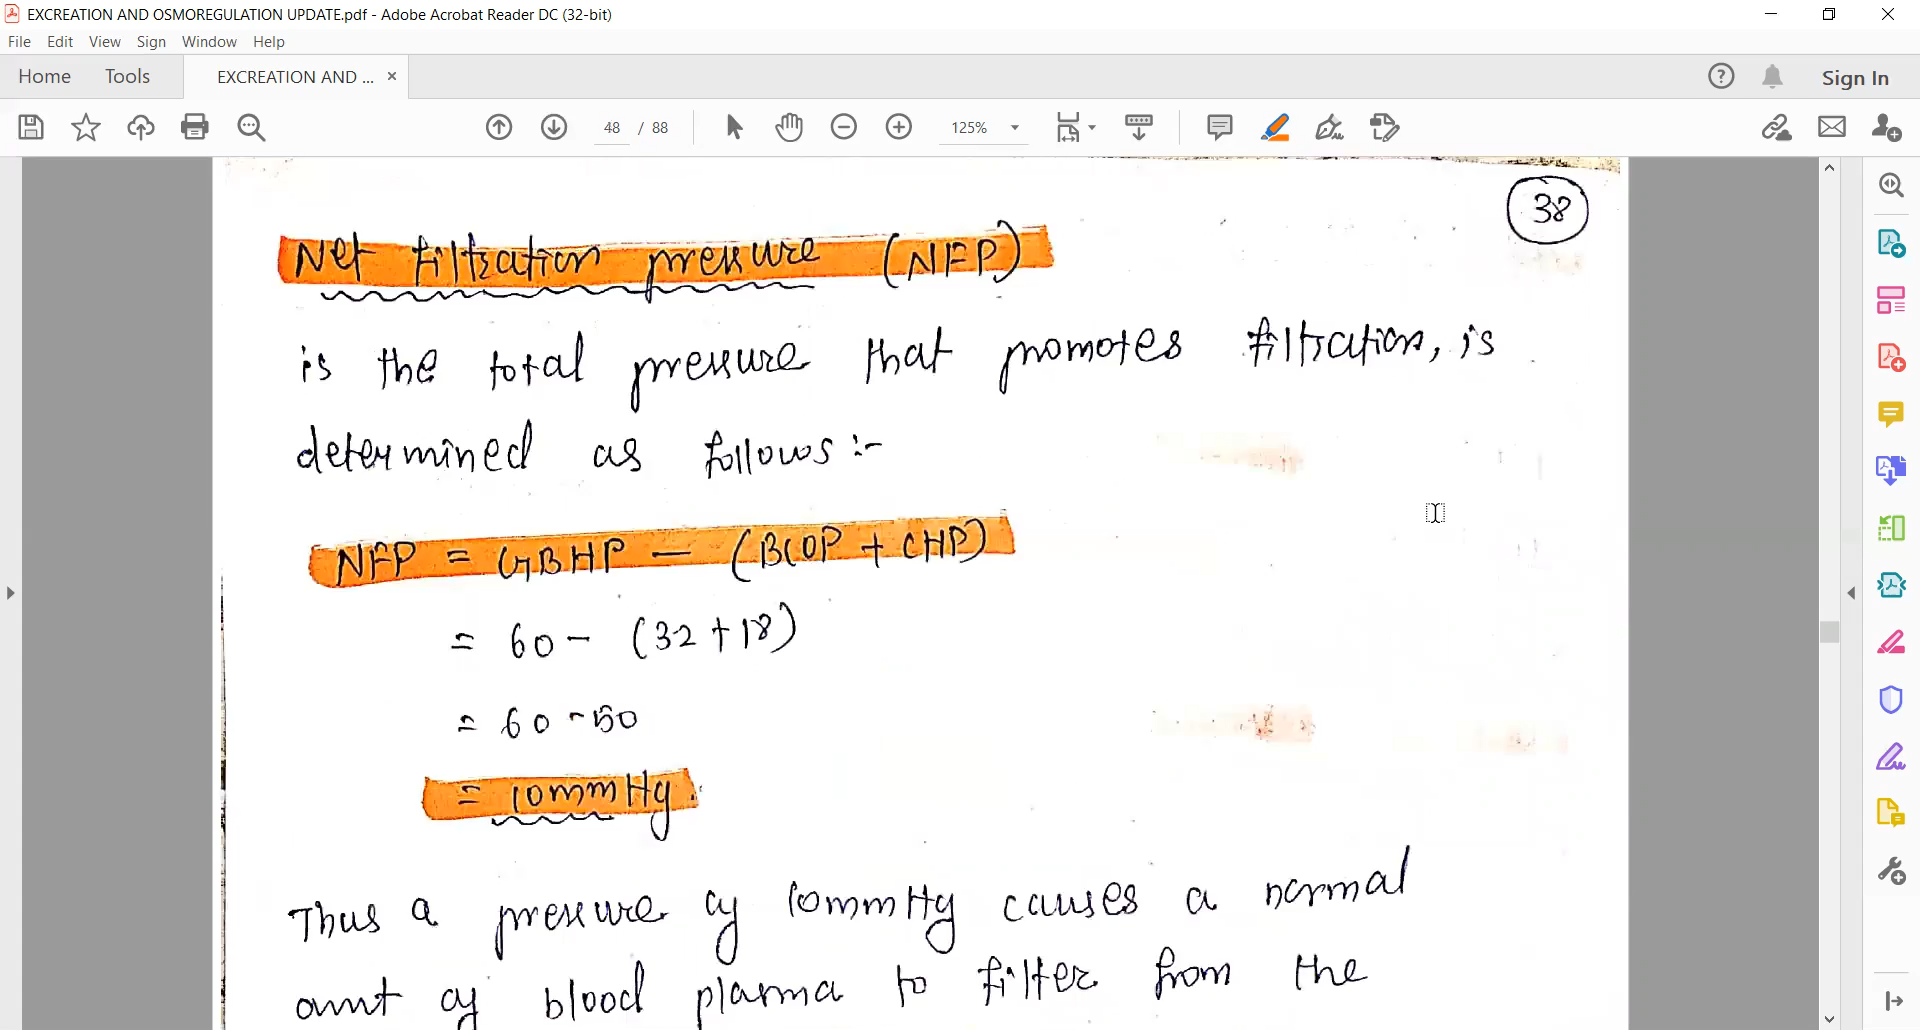 EXCREATION AND OSMOREGULATION UPDATE.pdf - Adobe Acrobat Reader DC (32-bit)
File Edit View Sign Window Help
Home Tools EXCREATION AND ... × Sign In
48 / 88 125%
38
Net filtration pressure (NFP)
is the total pressure that promotes filtration, is
determined as follows :-
NFP = GBHP - (BCOP + CHP)
= 60 - (32 + 18)
= 60 - 50
= 10mmHg.
Thus a pressure of 10mmHg causes a normal
amt of blood plasma to filter from the